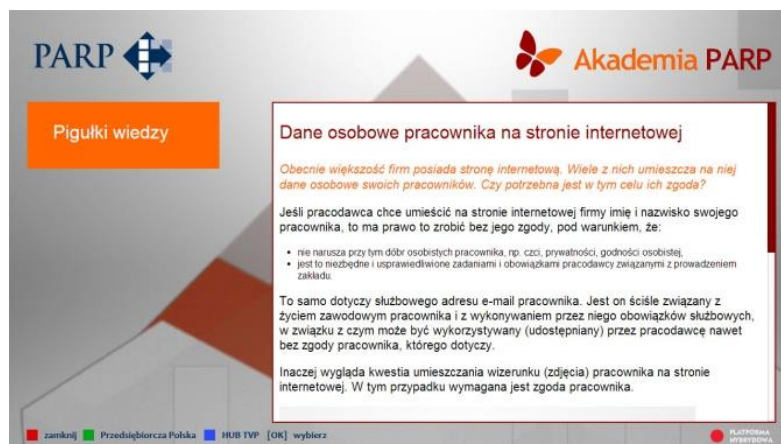 PARP
Akademia PARP
Pigułki wiedzy
Dane osobowe pracownika na stronie internetowej
Obecnie większość firm posiada stronę internetową. Wiele z nich umieszcza na niej
dane osobowe swoich pracowników. Czy potrzebna jest w tym celu ich zgoda?
Jeśli pracodawca chce umieścić na stronie internetowej firmy imię i nazwisko swojego
pracownika, to ma prawo to zrobić bez jego zgody, pod warunkiem, że:
• nie narusza przy tym dóbr osobistych pracownika, np. czci, prywatności, godności osobistej,
• jest to niezbędne i usprawiedliwione zadaniami i obowiązkami pracodawcy związanymi z prowadzeniem
zakładu.
To samo dotyczy służbowego adresu e-mail pracownika. Jest on ściśle związany z
życiem zawodowym pracownika i z wykonywaniem przez niego obowiązków służbowych,
w związku z czym może być wykorzystywany (udostępniany) przez pracodawcę nawet
bez zgody pracownika, którego dotyczy.
Inaczej wygląda kwestia umieszczania wizerunku (zdjęcia) pracownika na stronie
internetowej. W tym przypadku wymagana jest zgoda pracownika.
zamknij Przedsiębiorcza Polska HUB TVP [OK] wybierz
PLATFORMA
HYBRYDOWA